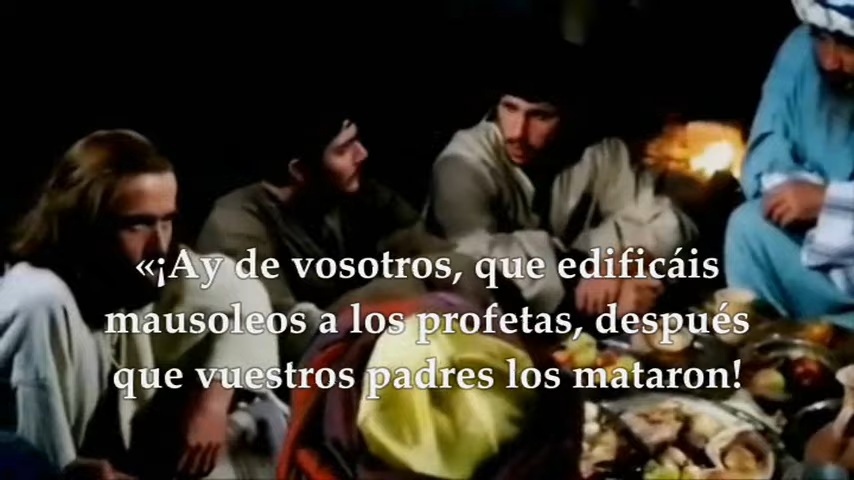 «¡Ay de vosotros, que edificáis
mausoleos a los profetas, después
que vuestros padres los mataron!